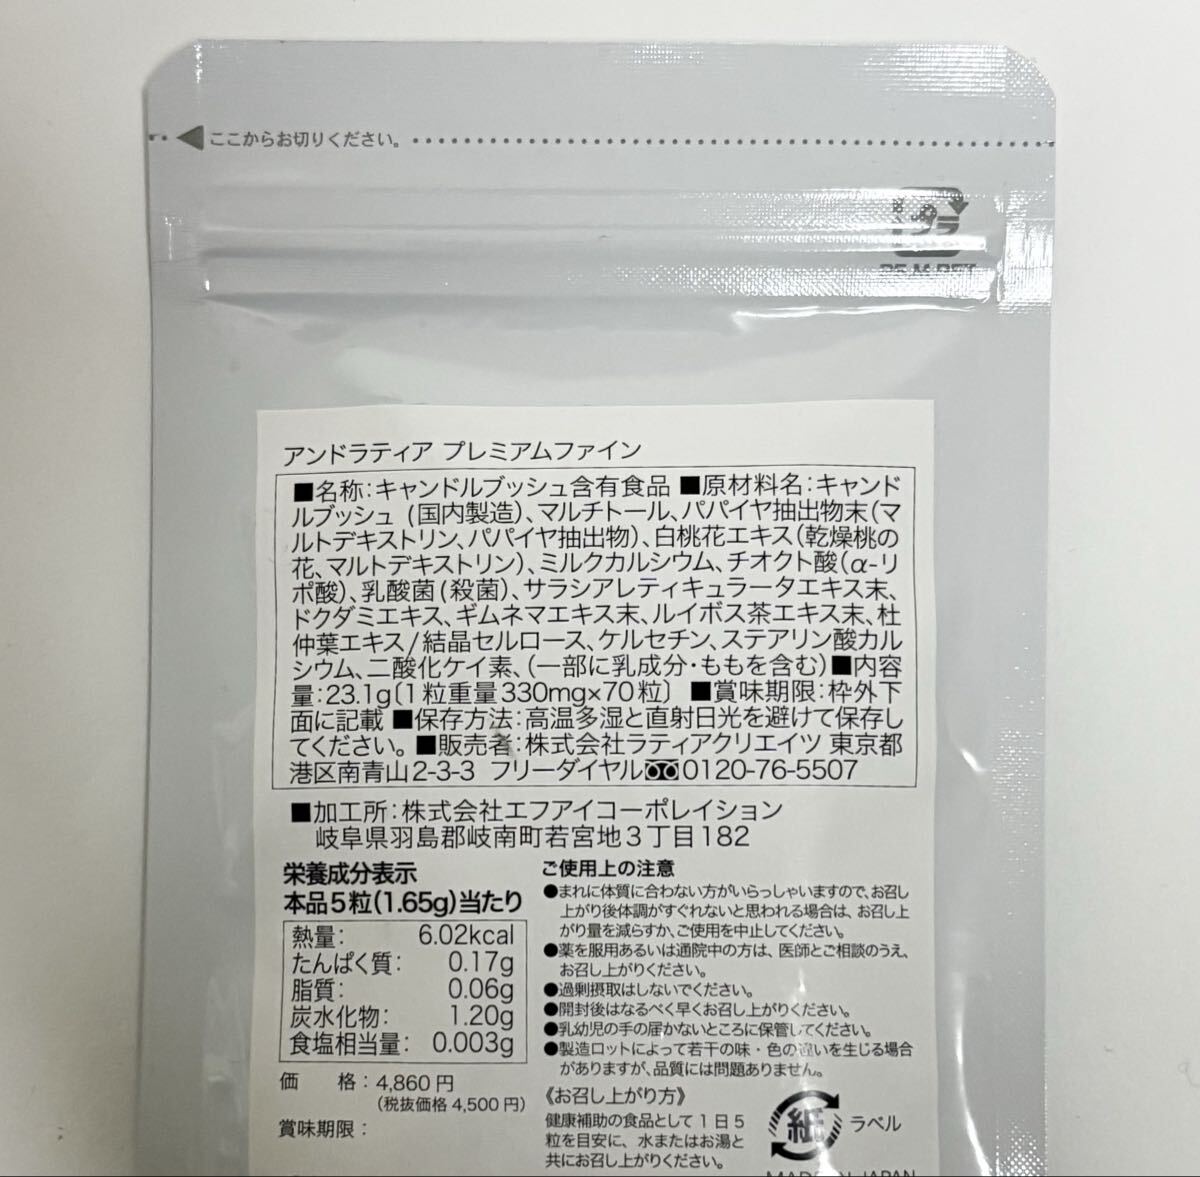 ここからお切りください。
プラ
PE,M,PET
アンドラティア プレミアムファイン
■名称：キャンドルブッシュ含有食品 ■原材料名：キャンド
ルブッシュ (国内製造)、マルチトール、パパイヤ抽出物末(マ
ルトデキストリン、パパイヤ抽出物)、白桃花エキス(乾燥桃の
花、マルトデキストリン)、ミルクカルシウム、チオクト酸(α-リ
ポ酸)、乳酸菌(殺菌)、サラシアレティキュラータエキス末、
ドクダミエキス、ギムネマエキス末、ルイボス茶エキス末、杜
仲葉エキス/結晶セルロース、ケルセチン、ステアリン酸カル
シウム、二酸化ケイ素、(一部に乳成分・ももを含む)■内容
量：23.1g〔1粒重量330mg×70粒〕 ■賞味期限：枠外下
面に記載 ■保存方法：高温多湿と直射日光を避けて保存し
てください。■販売者：株式会社ラティアクリエイツ 東京都
港区南青山2-3-3 フリーダイヤル0120-76-5507
■加工所：株式会社エフアイコーポレイション
岐阜県羽島郡岐南町若宮地3丁目182
栄養成分表示
本品5粒(1.65g)当たり
熱量： 6.02kcal
たんぱく質： 0.17g
脂質： 0.06g
炭水化物： 1.20g
食塩相当量： 0.003g
価　格：4,860円
(税抜価格 4,500円)
賞味期限：
ご使用上の注意
●まれに体質に合わない方がいらっしゃいますので、お召し
上がり後体調がすぐれないと思われる場合は、お召し上
がり量を減らすか、ご使用を中止してください。
●薬を服用あるいは通院中の方は、医師とご相談のうえ、
お召し上がりください。
●過剰摂取はしないでください。
●開封後はなるべく早くお召し上がりください。
●乳幼児の手の届かないところに保管してください。
●製造ロットによって若干の味・色の違いを生じる場合
がありますが、品質には問題ありません。
《お召し上がり方》
健康補助の食品として1日5
粒を目安に、水またはお湯と
共にお召し上がりください。
紙 ラベル
MADE IN JAPAN